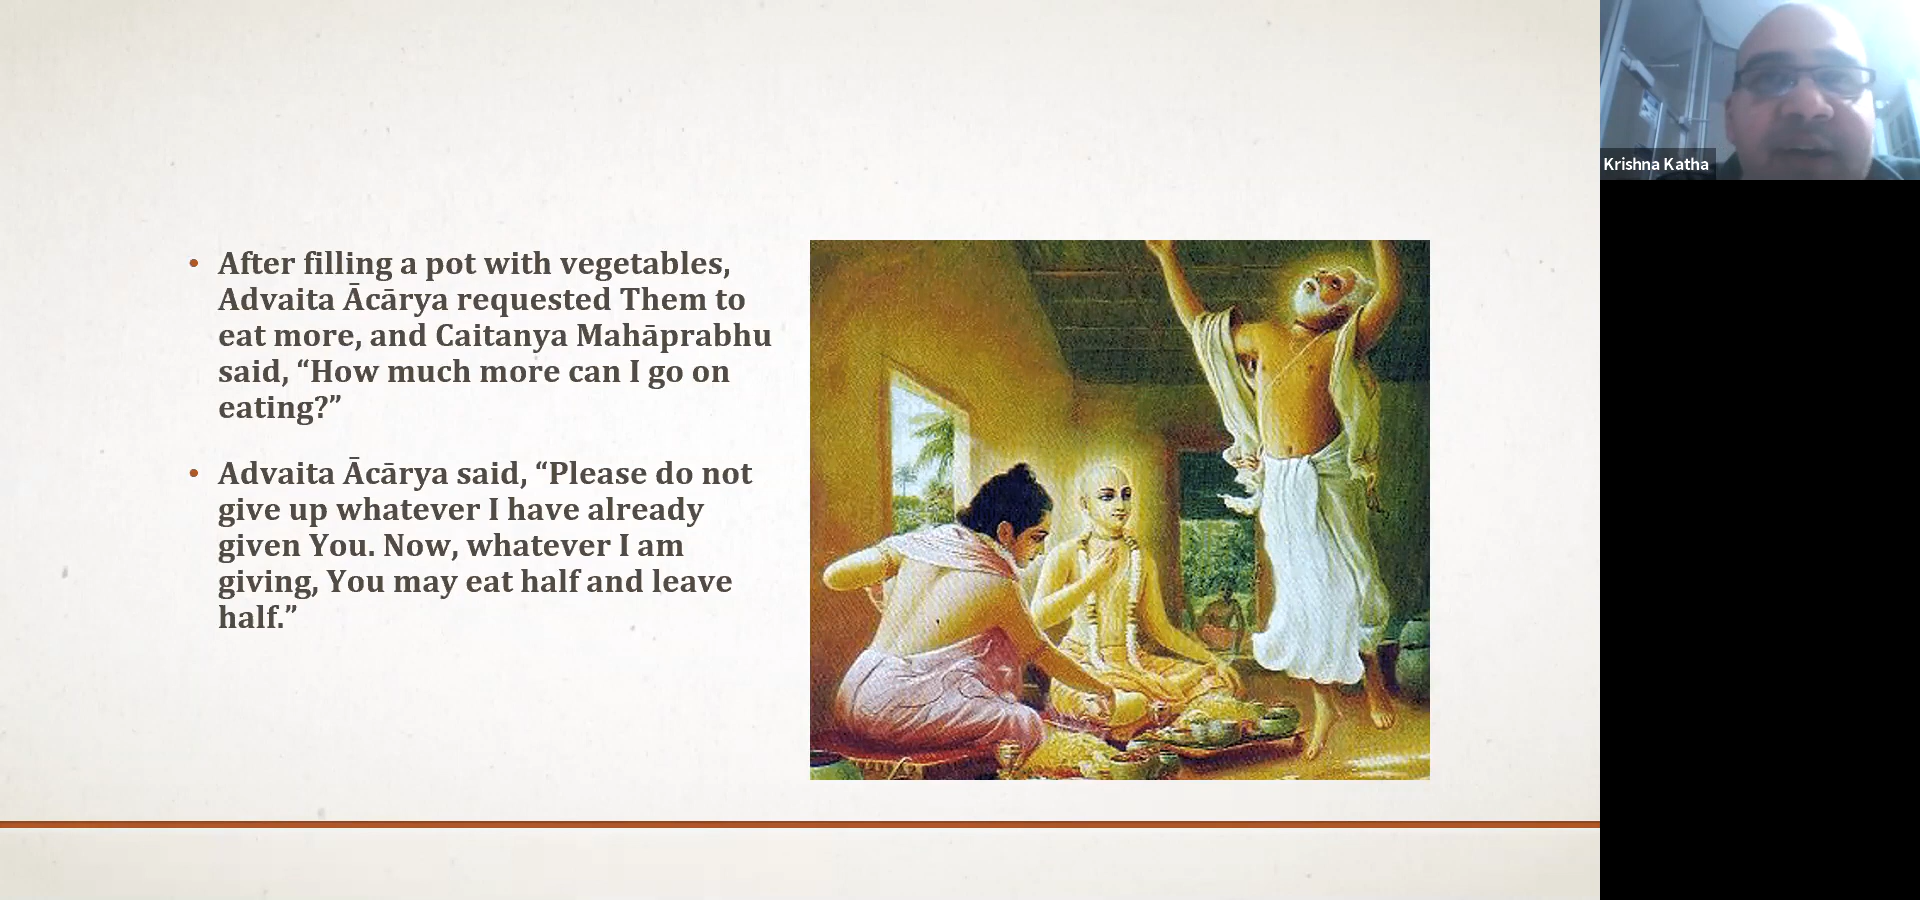 • After filling a pot with vegetables,
Advaita Ācārya requested Them to
eat more, and Caitanya Mahāprabhu
said, “How much more can I go on
eating?”
• Advaita Ācārya said, “Please do not
give up whatever I have already
given You. Now, whatever I am
giving, You may eat half and leave
half.”
Krishna Katha